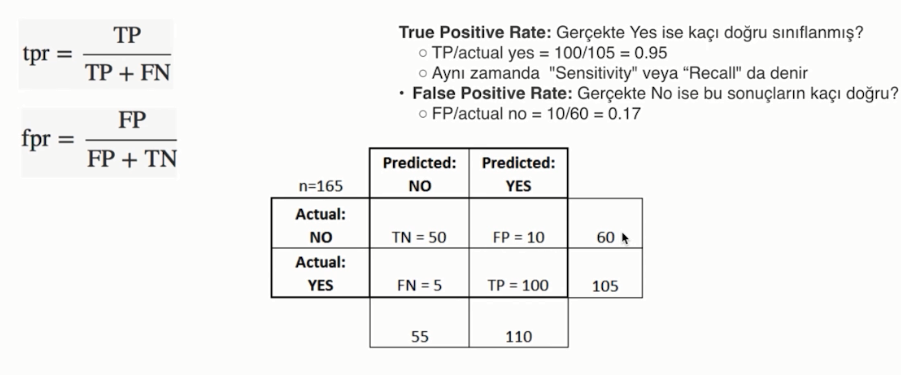 tpr = TP / TP + FN
fpr = FP / FP + TN
True Positive Rate: Gerçekte Yes ise kaçı doğru sınıflanmış?
○ TP/actual yes = 100/105 = 0.95
○ Aynı zamanda "Sensitivity" veya “Recall" da denir
• False Positive Rate: Gerçekte No ise bu sonuçların kaçı doğru?
○ FP/actual no = 10/60 = 0.17
n=165 Predicted: NO Predicted: YES
Actual: NO TN = 50 FP = 10 60
Actual: YES FN = 5 TP = 100 105
55 110